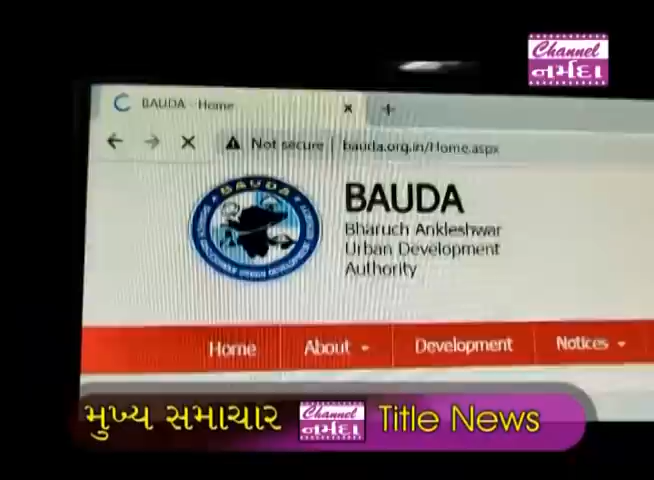 Channel
નર્મદા
BAUDA - Home
Not secure | bauda.org.in/Home.aspx
BAUDA
BAUDA
Bharuch Ankleshwar
Urban Development
Authority
Home About Development Notices
મુખ્ય સમાચાર Channel નર્મદા Title News